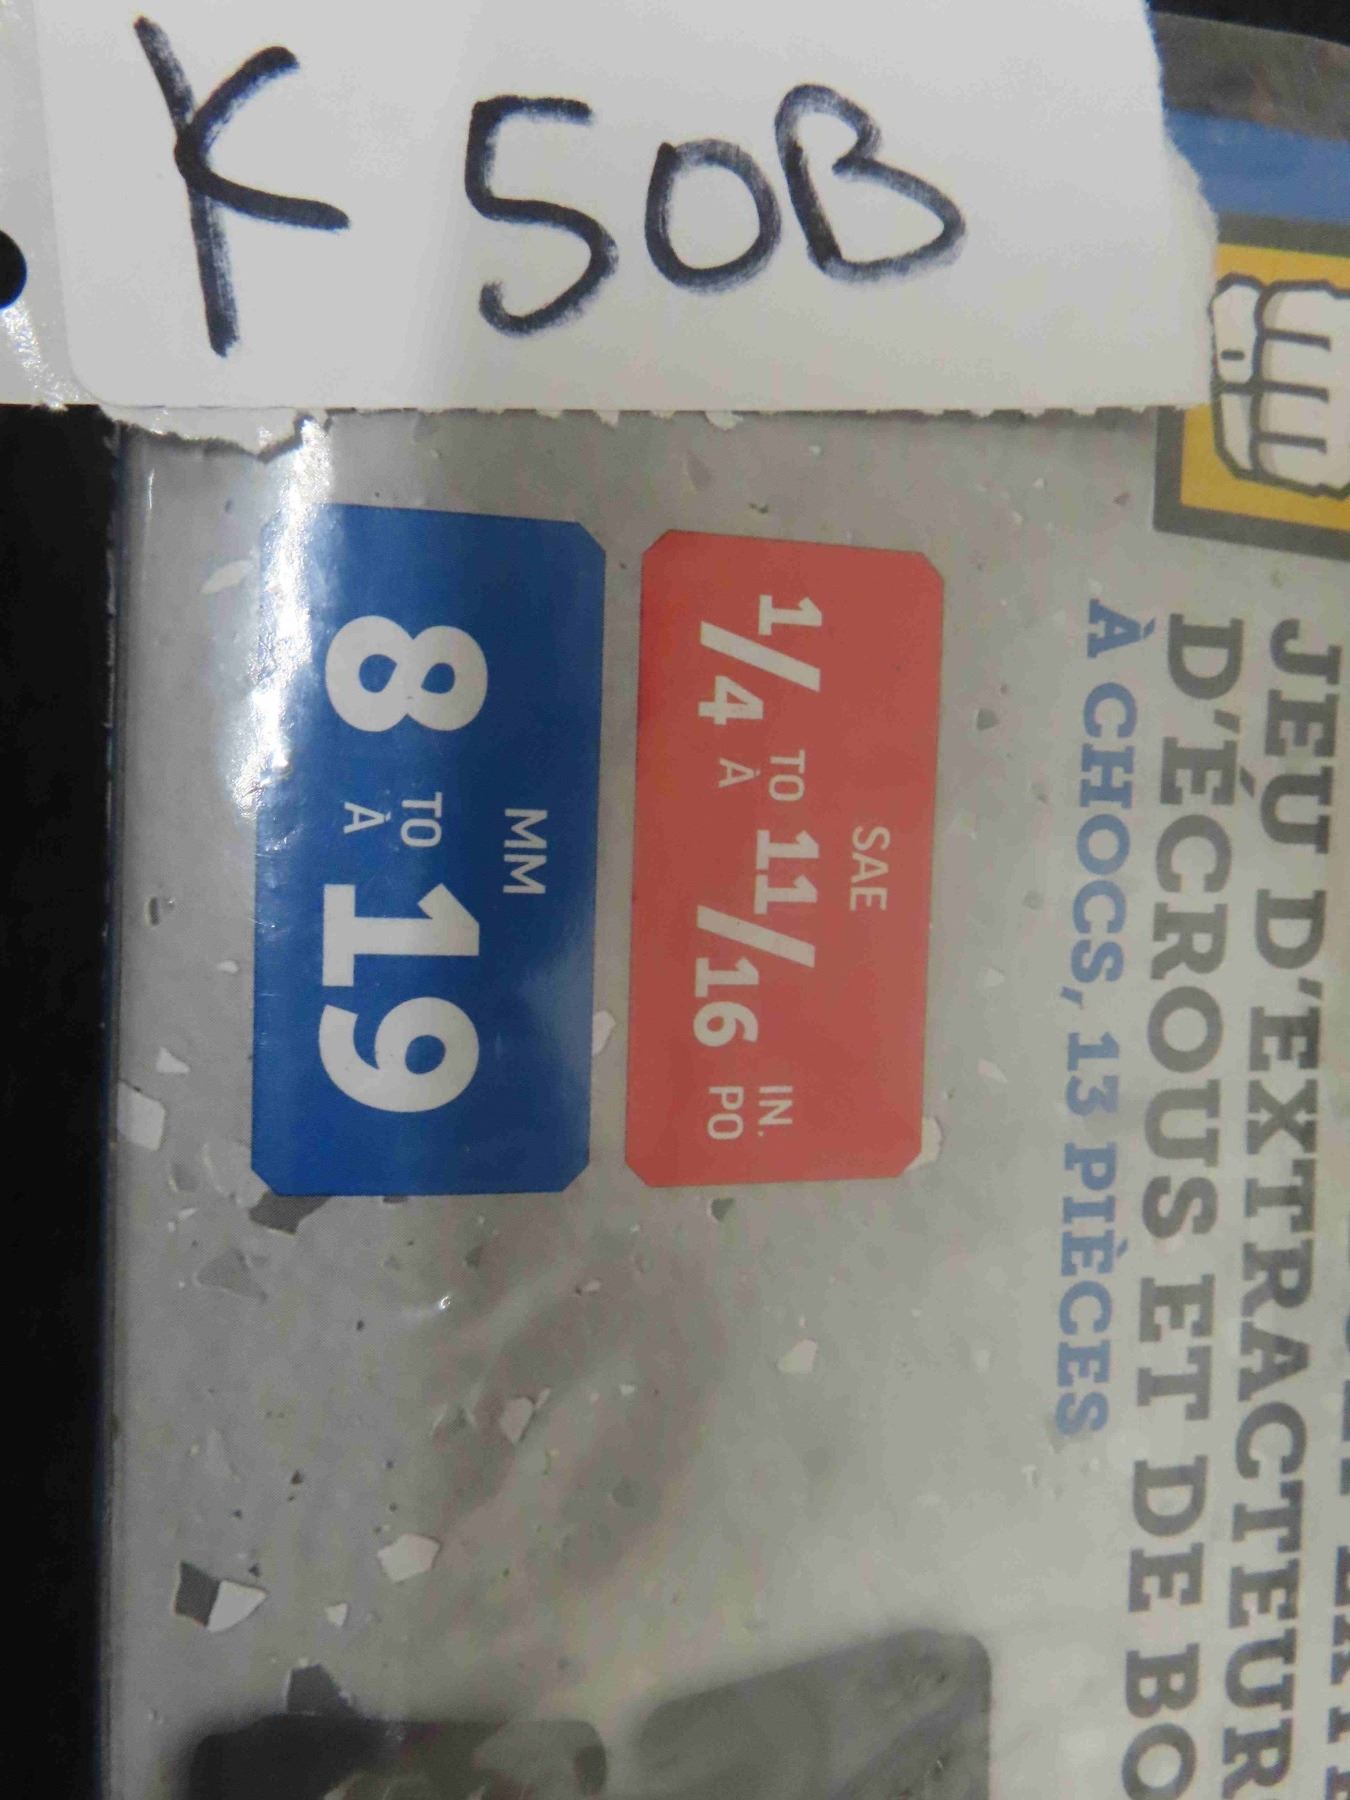 K 50B
JEU D'EXTRACTEUR
D'ÉCROUS ET DE BO
À CHOCS, 13 PIÈCES
SAE
1/4 TO 11/16 IN.
À PO
MM
8 TO 19
À